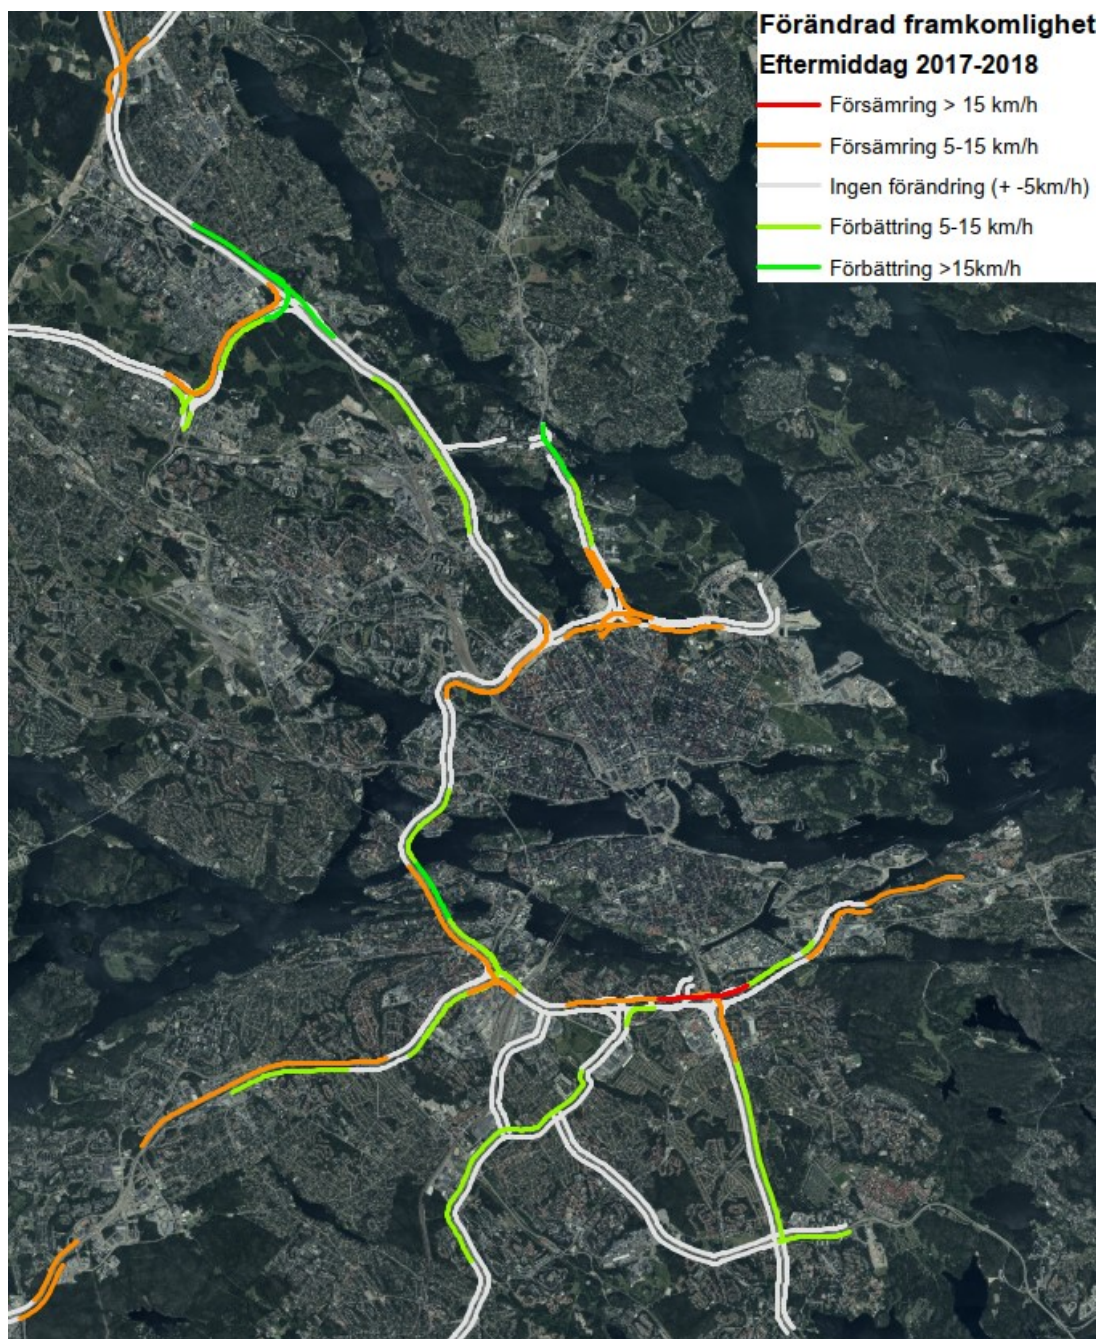 Förändrad framkomlighet
Eftermiddag 2017-2018
Försämring > 15 km/h
Försämring 5-15 km/h
Ingen förändring (+ -5km/h)
Förbättring 5-15 km/h
Förbättring >15km/h